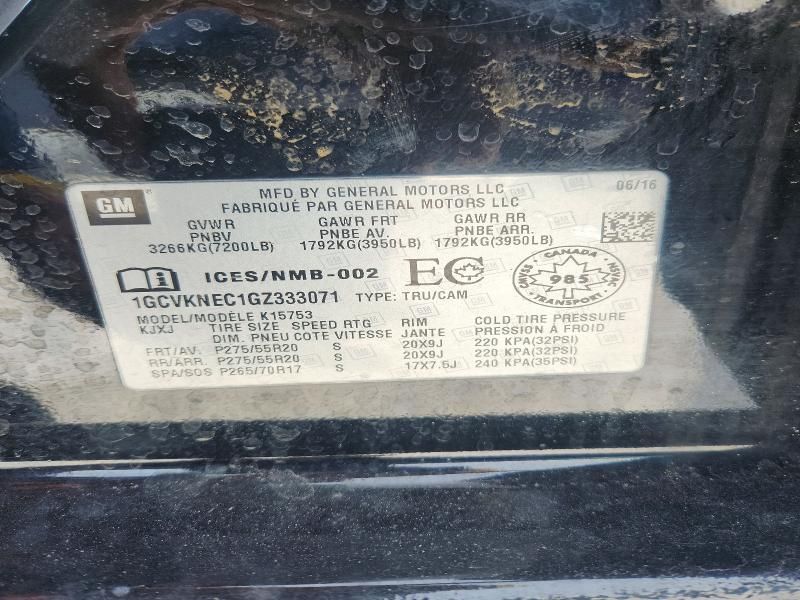 GM
MFD BY GENERAL MOTORS LLC
FABRIQUÉ PAR GENERAL MOTORS LLC
06/16
GVWR GAWR FRT GAWR RR
PNBV PNBE AV. PNBE ARR.
3266KG(7200LB) 1792KG(3950LB) 1792KG(3950LB)
ICES/NMB-002 EC
CANADA
CMVSS 985 NSVAC
TRANSPORT
1GCVKNEC1GZ333071 TYPE: TRU/CAM
MODEL/MODÈLE K15753
KJXJ TIRE SIZE SPEED RTG RIM COLD TIRE PRESSURE
DIM. PNEU COTE VITESSE JANTE PRESSION À FROID
FRT/AV. P275/55R20 S 20X9J 220 KPA(32PSI)
RR/ARR. P275/55R20 S 20X9J 220 KPA(32PSI)
SPA/SOS P265/70R17 S 17X7.5J 240 KPA(35PSI)